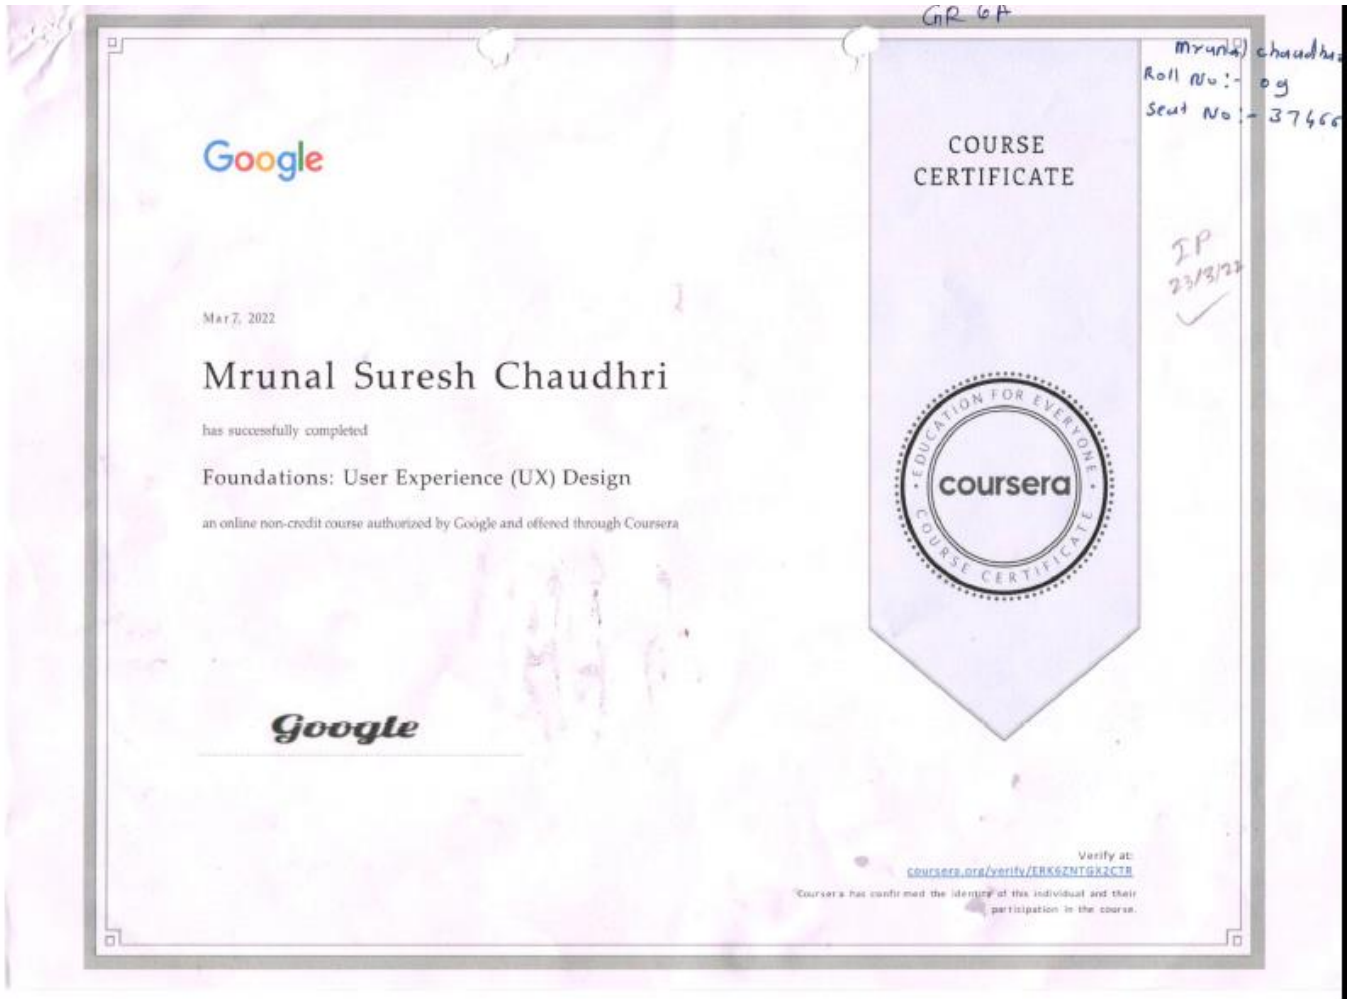 GR 6A
Mrunal Chaudha
Roll No:- 09
Seat No:- 37466
Google
COURSE
CERTIFICATE
IP
23/3/22
Mar 7, 2022
Mrunal Suresh Chaudhri
has successfully completed
Foundations: User Experience (UX) Design
an online non-credit course authorized by Google and offered through Coursera
EDUCATION FOR EVERYONE
coursera
COURSE CERTIFICATE
Google
Verify at:
coursera.org/verify/ERK6ZNTGX2CTR
Coursera has confirmed the identity of this individual and their
participation in the course.